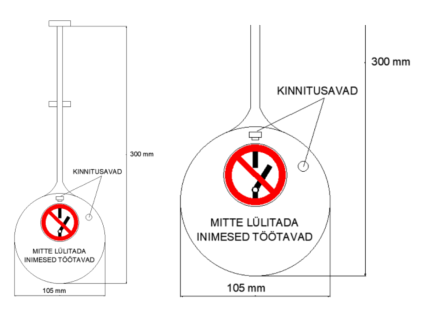 300 mm
KINNITUSAVAD
MITTE LÜLITADA
INIMESED TÖÖTAVAD
105 mm
300 mm
KINNITUSAVAD
MITTE LÜLITADA
INIMESED TÖÖTAVAD
105 mm